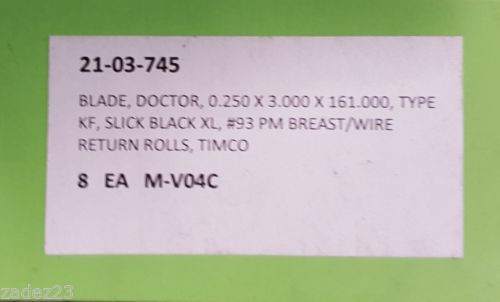 21-03-745
BLADE, DOCTOR, 0.250 X 3.000 X 161.000, TYPE
KF, SLICK BLACK XL, #93 PM BREAST/WIRE
RETURN ROLLS, TIMCO
8 EA M-V04C
zadez23